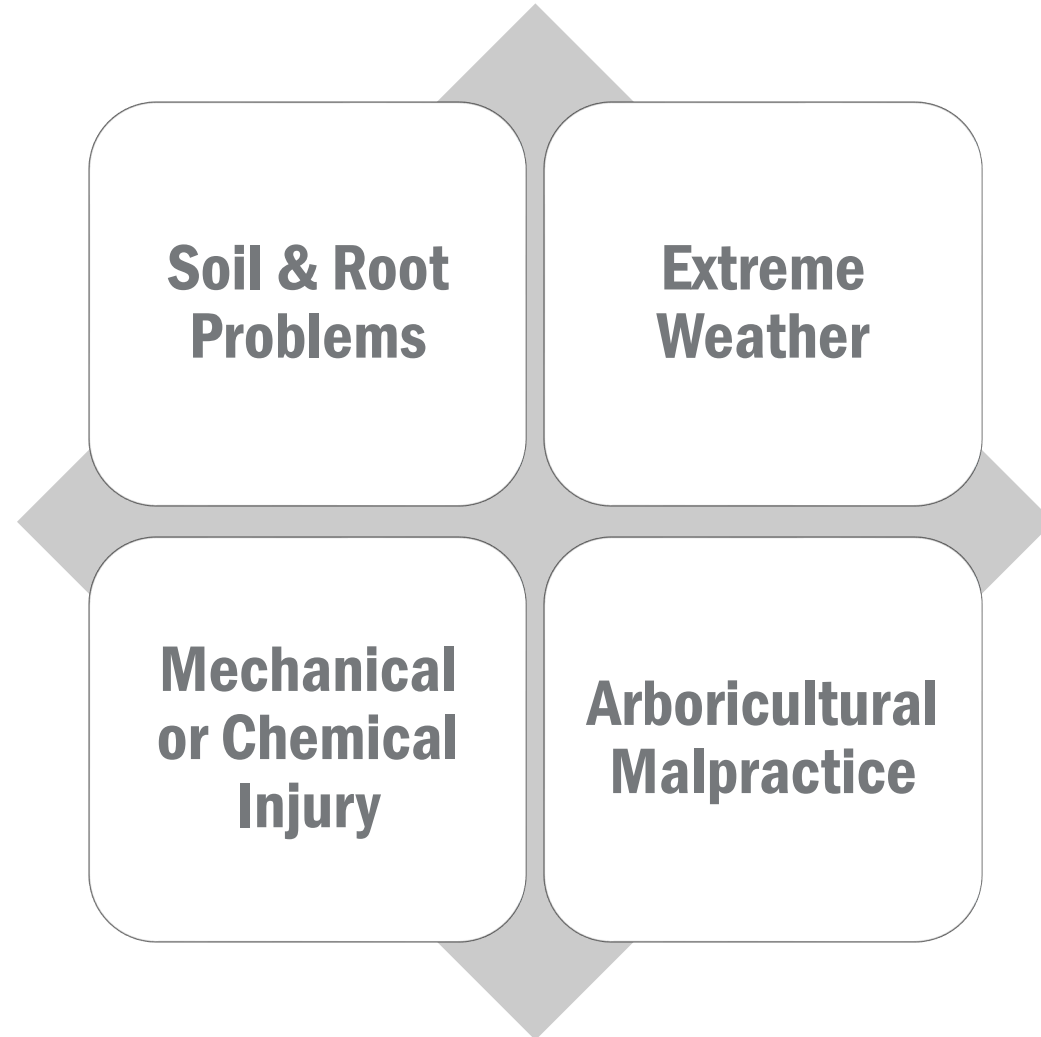 Soil & Root
Problems
Extreme
Weather
Mechanical
or Chemical
Injury
Arboricultural
Malpractice